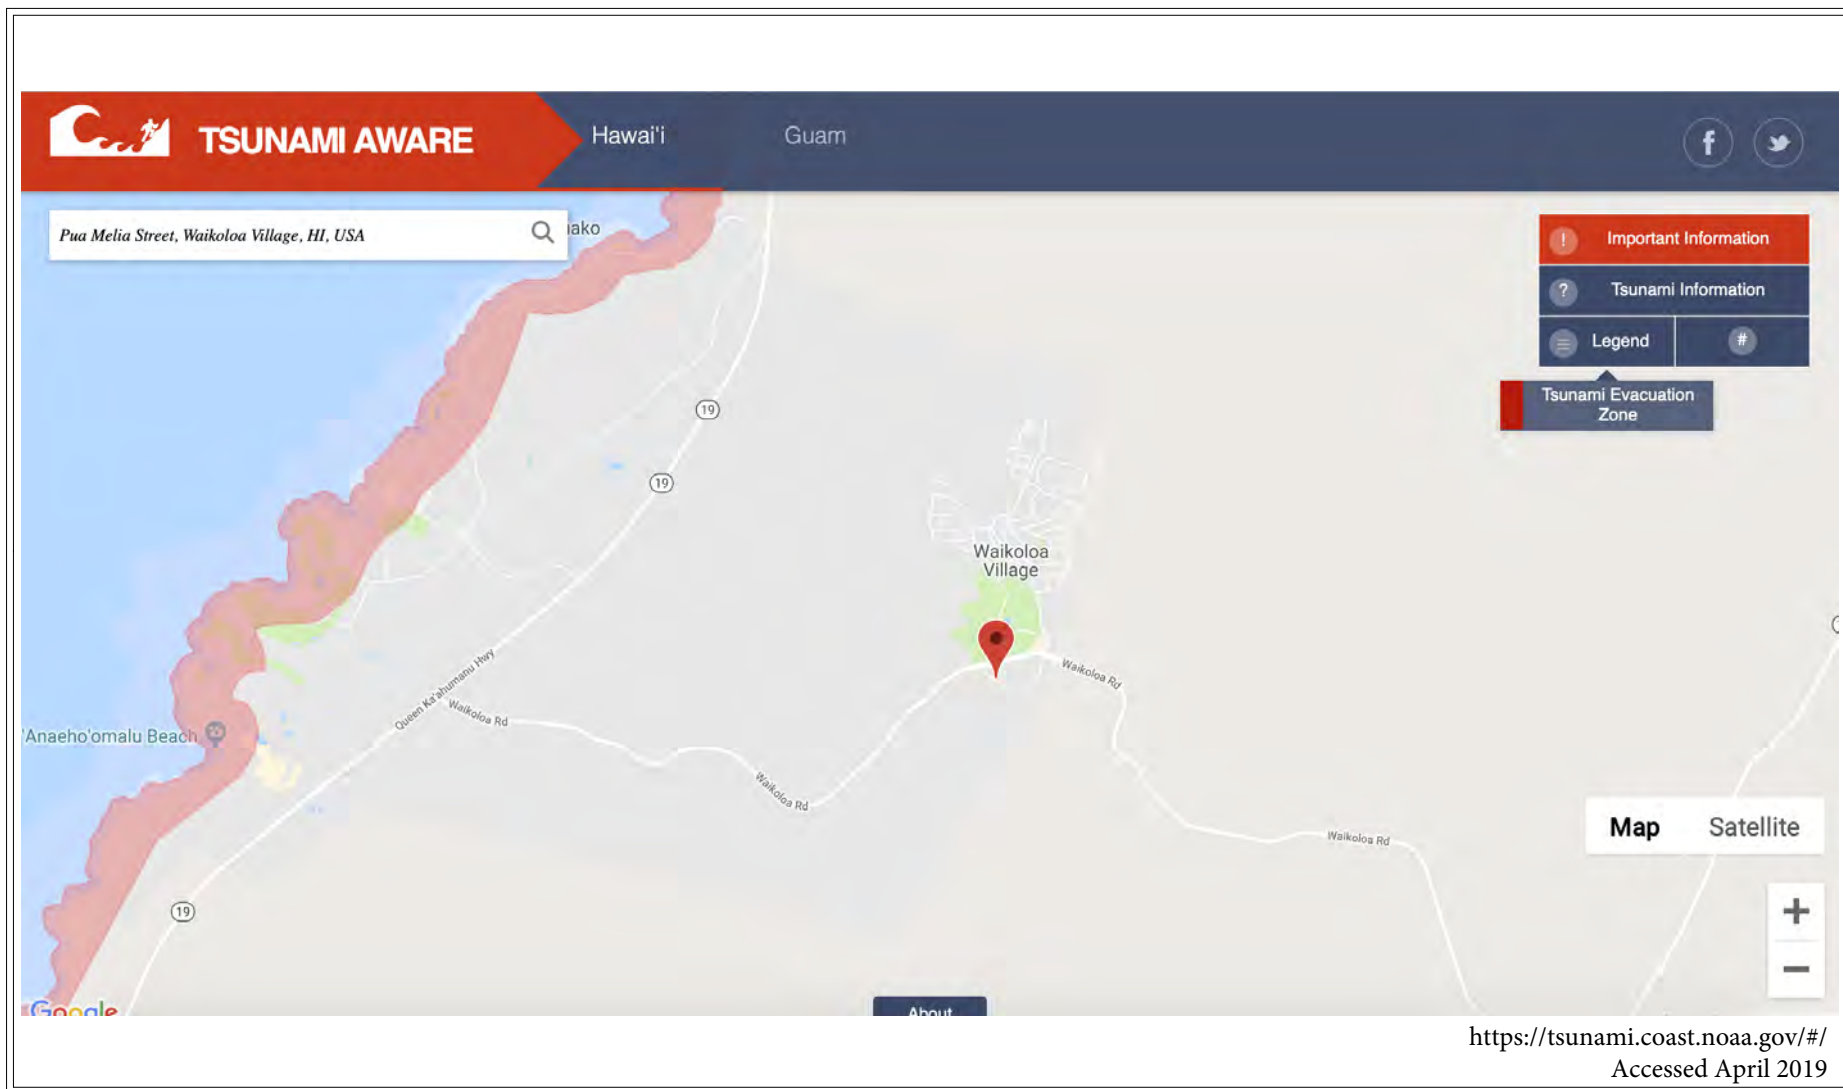 TSUNAMI AWARE
Hawai'i
Guam
f
Pua Melia Street, Waikoloa Village, HI, USA
! Important Information
? Tsunami Information
Legend
#
Tsunami Evacuation
Zone
19
19
Waikoloa
Village
Waikoloa Rd
Queen Ka'ahumanu Hwy
Waikoloa Rd
'Anaeho'omalu Beach
Waikoloa Rd
Waikoloa Rd
Map
Satellite
19
+
−
Google
About
https://tsunami.coast.noaa.gov/#/
Accessed April 2019